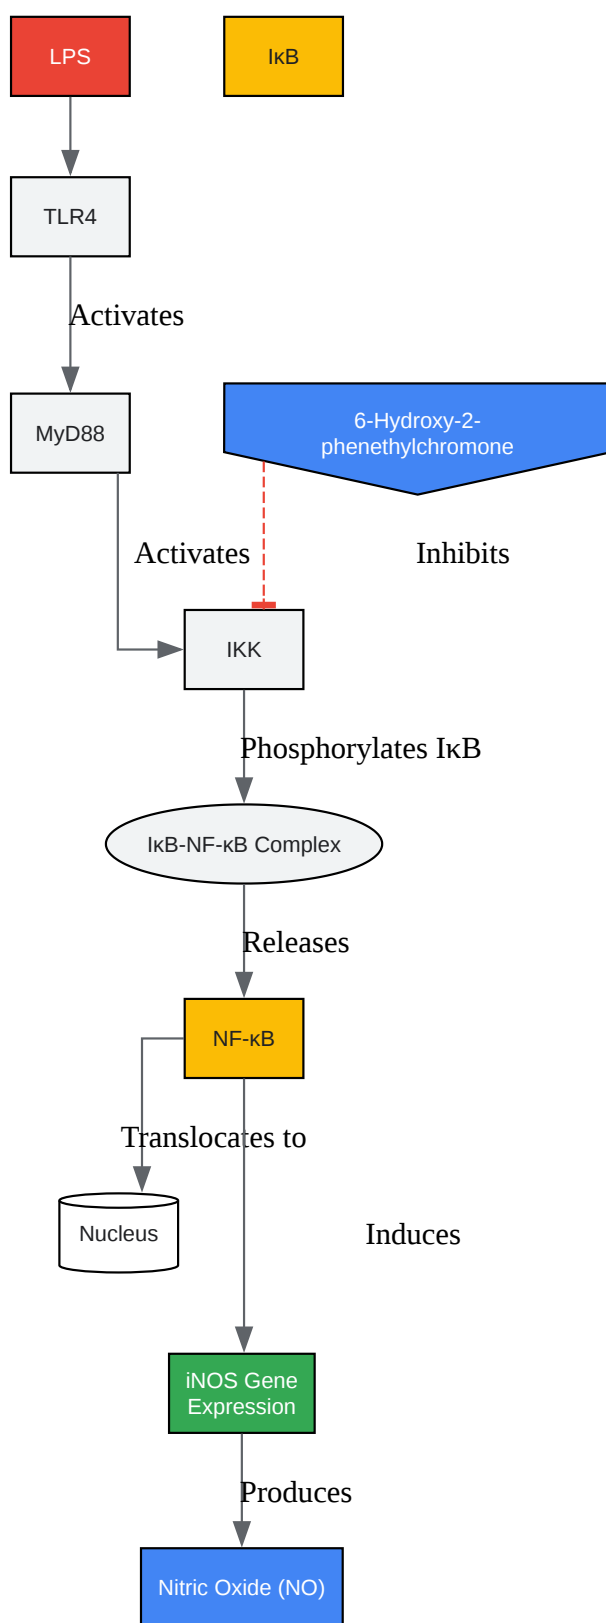 LPS
IκB
TLR4
Activates
MyD88
6-Hydroxy-2-
phenethylchromone
Activates
Inhibits
IKK
Phosphorylates IκB
IκB-NF-κB Complex
Releases
NF-κB
Translocates to
Nucleus
Induces
iNOS Gene
Expression
Produces
Nitric Oxide (NO)